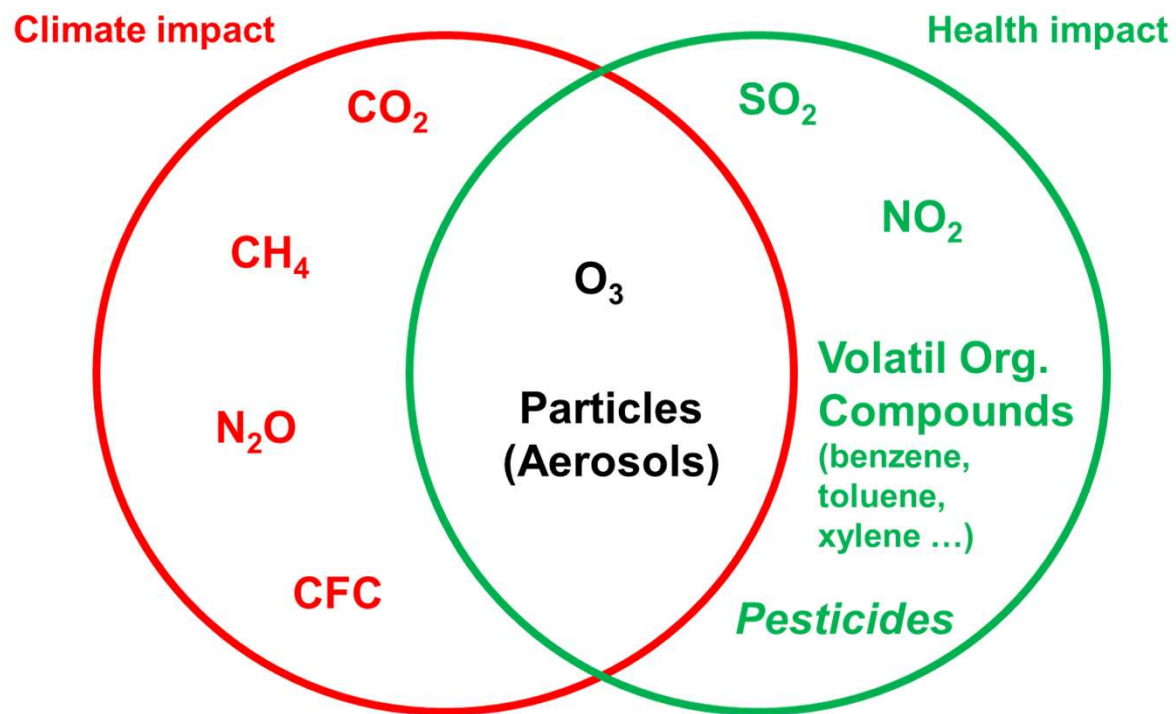 Climate impact
Health impact
CO₂
SO₂
CH₄
NO₂
O₃
N₂O
Particles
(Aerosols)
Volatil Org.
Compounds
(benzene,
toluene,
xylene ...)
CFC
Pesticides